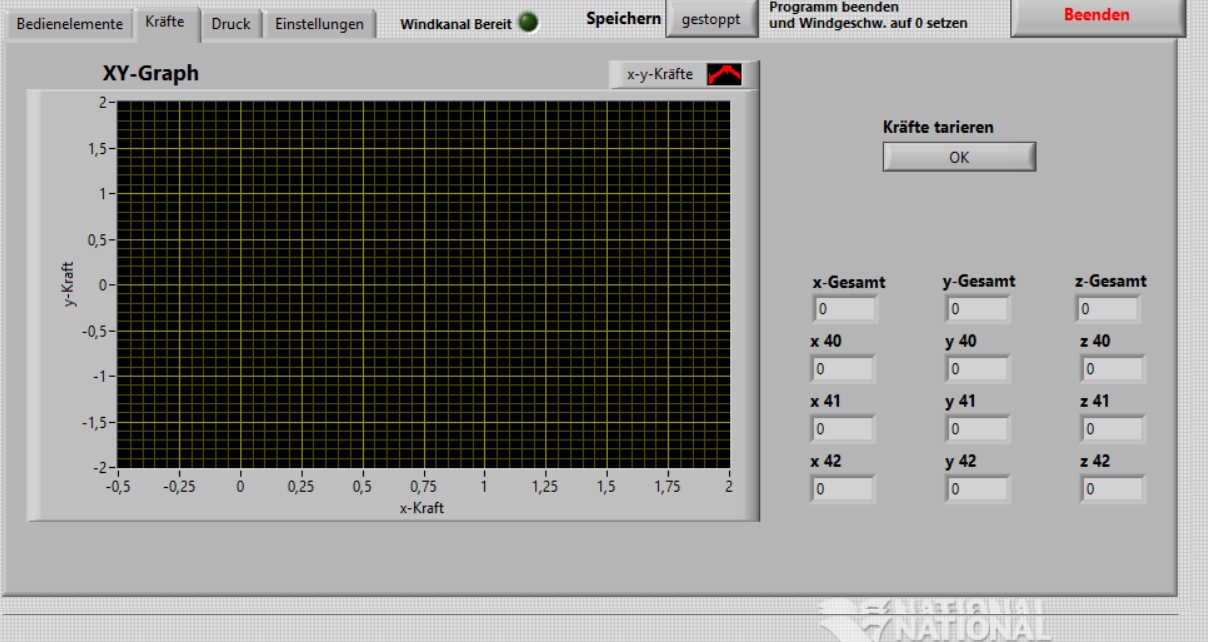 Bedienelemente Kräfte Druck Einstellungen Windkanal Bereit Speichern gestoppt Programm beenden
und Windgeschw. auf 0 setzen Beenden
XY-Graph x-y-Kräfte
2
1,5
1
0,5
0
-0,5
-1
-1,5
-2
y-Kraft
-0,5 -0,25 0 0,25 0,5 0,75 1 1,25 1,5 1,75 2
x-Kraft
Kräfte tarieren
OK
x-Gesamt y-Gesamt z-Gesamt
0 0 0
x 40 y 40 z 40
0 0 0
x 41 y 41 z 41
0 0 0
x 42 y 42 z 42
0 0 0
NATIONAL
NATIONAL